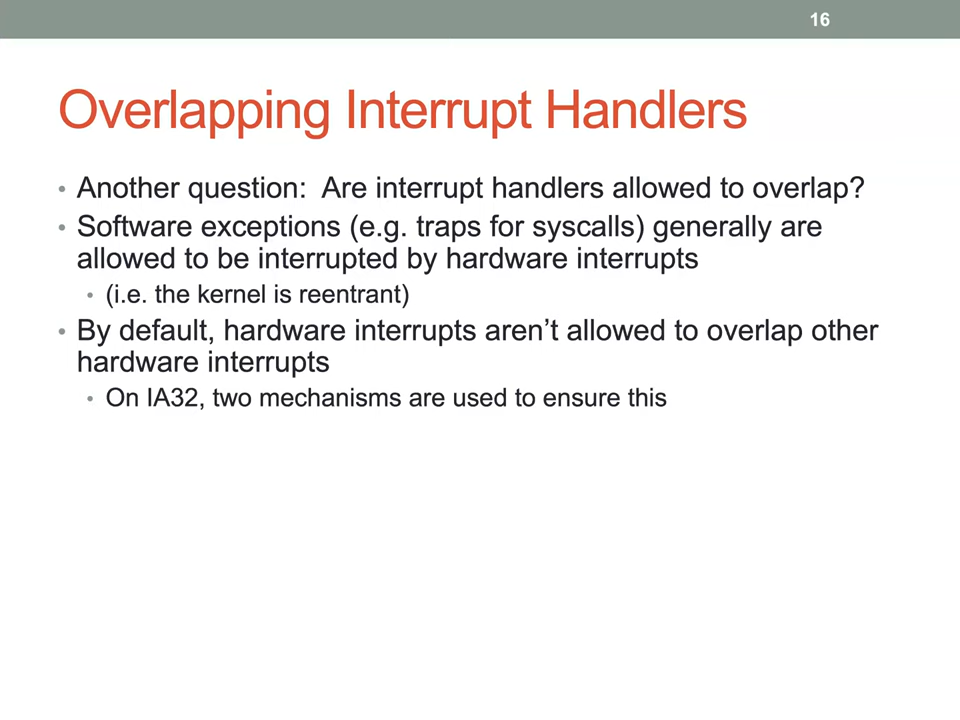 16
Overlapping Interrupt Handlers
• Another question:  Are interrupt handlers allowed to overlap?
• Software exceptions (e.g. traps for syscalls) generally are
allowed to be interrupted by hardware interrupts
• (i.e. the kernel is reentrant)
• By default, hardware interrupts aren’t allowed to overlap other
hardware interrupts
• On IA32, two mechanisms are used to ensure this